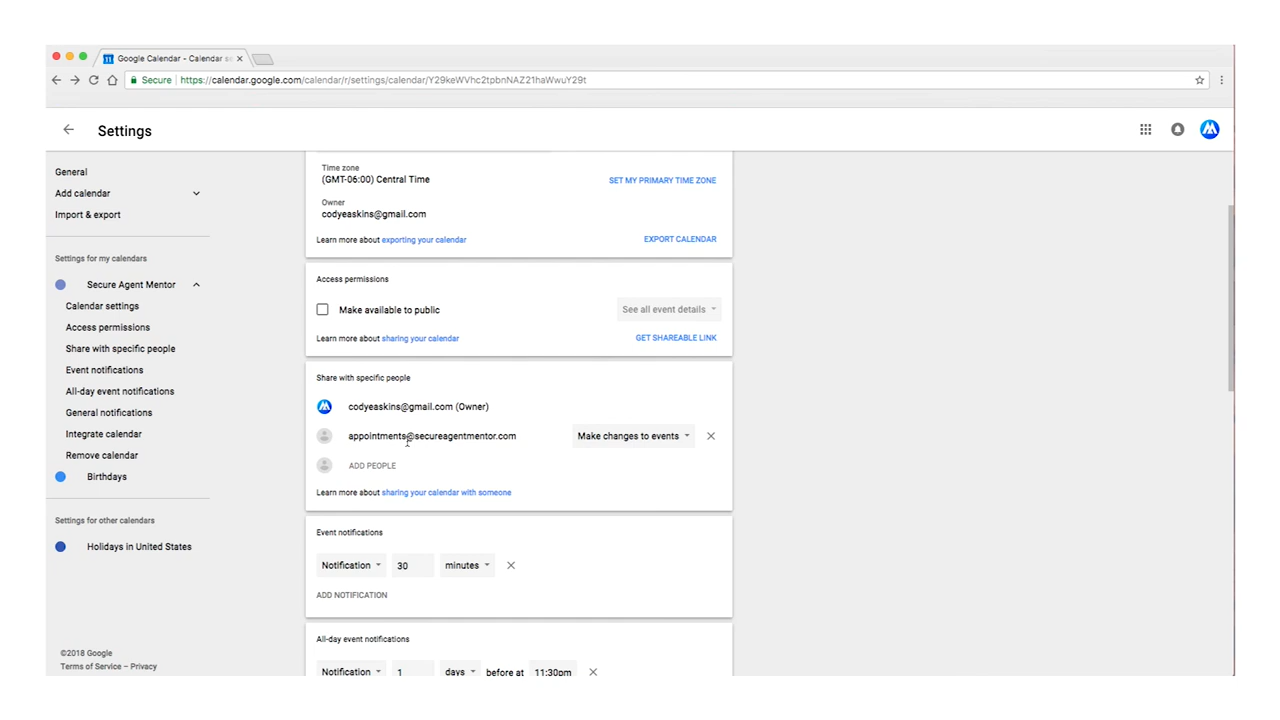 Google Calendar - Calendar se
Secure https://calendar.google.com/calendar/r/settings/calendar/Y29keWVhc2tpbnNAZ21haWwuY29t
Settings
General
Add calendar
Import & export
Settings for my calendars
Secure Agent Mentor
Calendar settings
Access permissions
Share with specific people
Event notifications
All-day event notifications
General notifications
Integrate calendar
Remove calendar
Birthdays
Settings for other calendars
Holidays in United States
©2018 Google
Terms of Service – Privacy
Time zone
(GMT-06:00) Central Time
SET MY PRIMARY TIME ZONE
Owner
codyeaskins@gmail.com
Learn more about exporting your calendar
EXPORT CALENDAR
Access permissions
Make available to public
See all event details
Learn more about sharing your calendar
GET SHAREABLE LINK
Share with specific people
codyeaskins@gmail.com (Owner)
appointments@secureagentmentor.com
Make changes to events
ADD PEOPLE
Learn more about sharing your calendar with someone
Event notifications
Notification 30 minutes
ADD NOTIFICATION
All-day event notifications
Notification 1 days before at 11:30pm